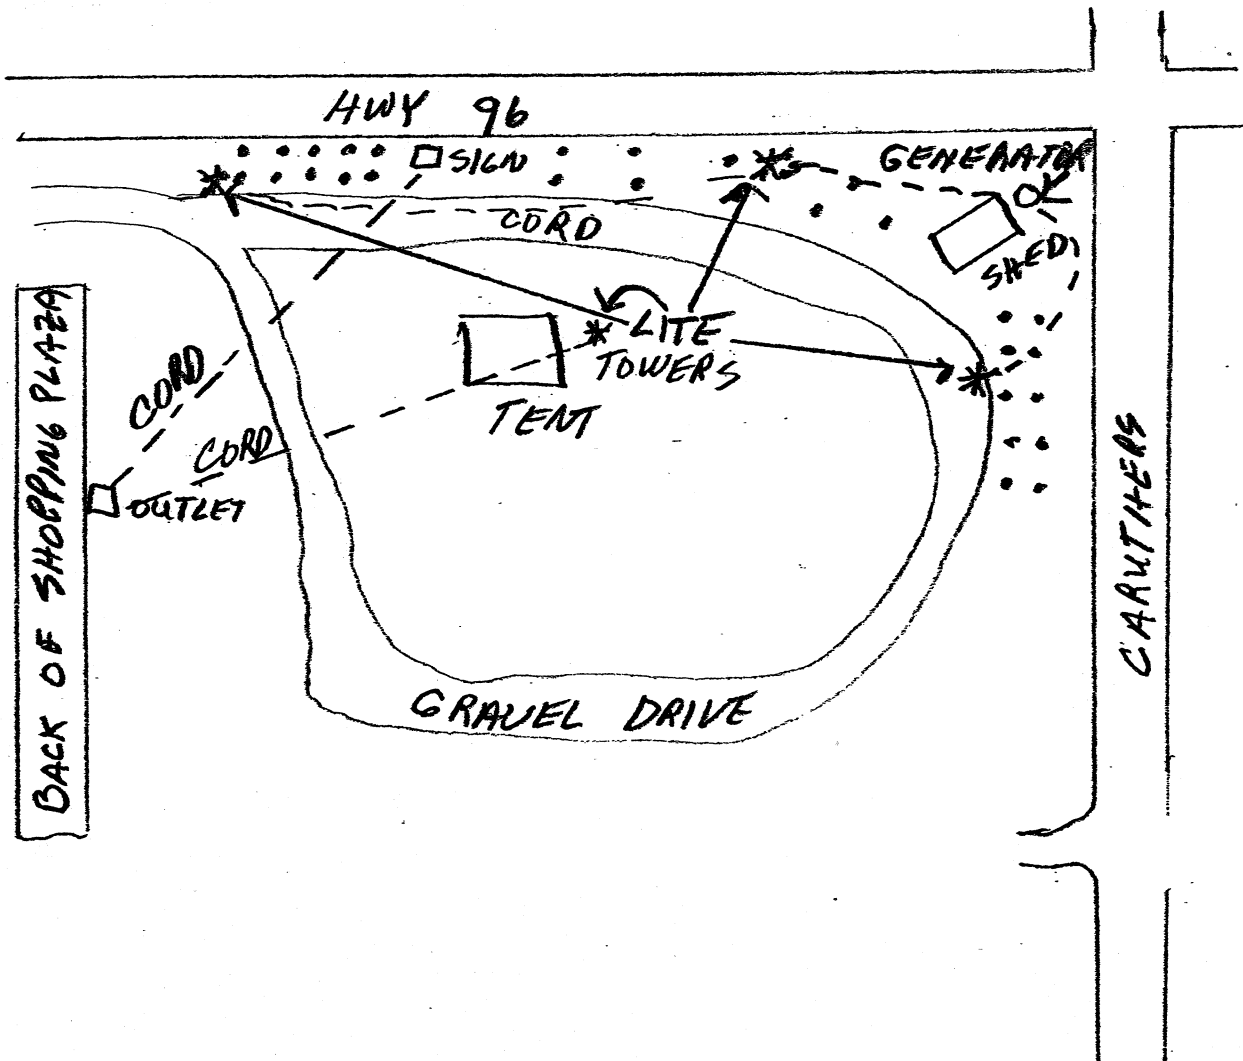 HWY 96
SIGN
GENERATOR
CORD
SHED
LITE
TOWERS
TENT
CORD
CORD
OUTLET
BACK OF SHOPPING PLAZA
CARUTHERS
GRAVEL DRIVE